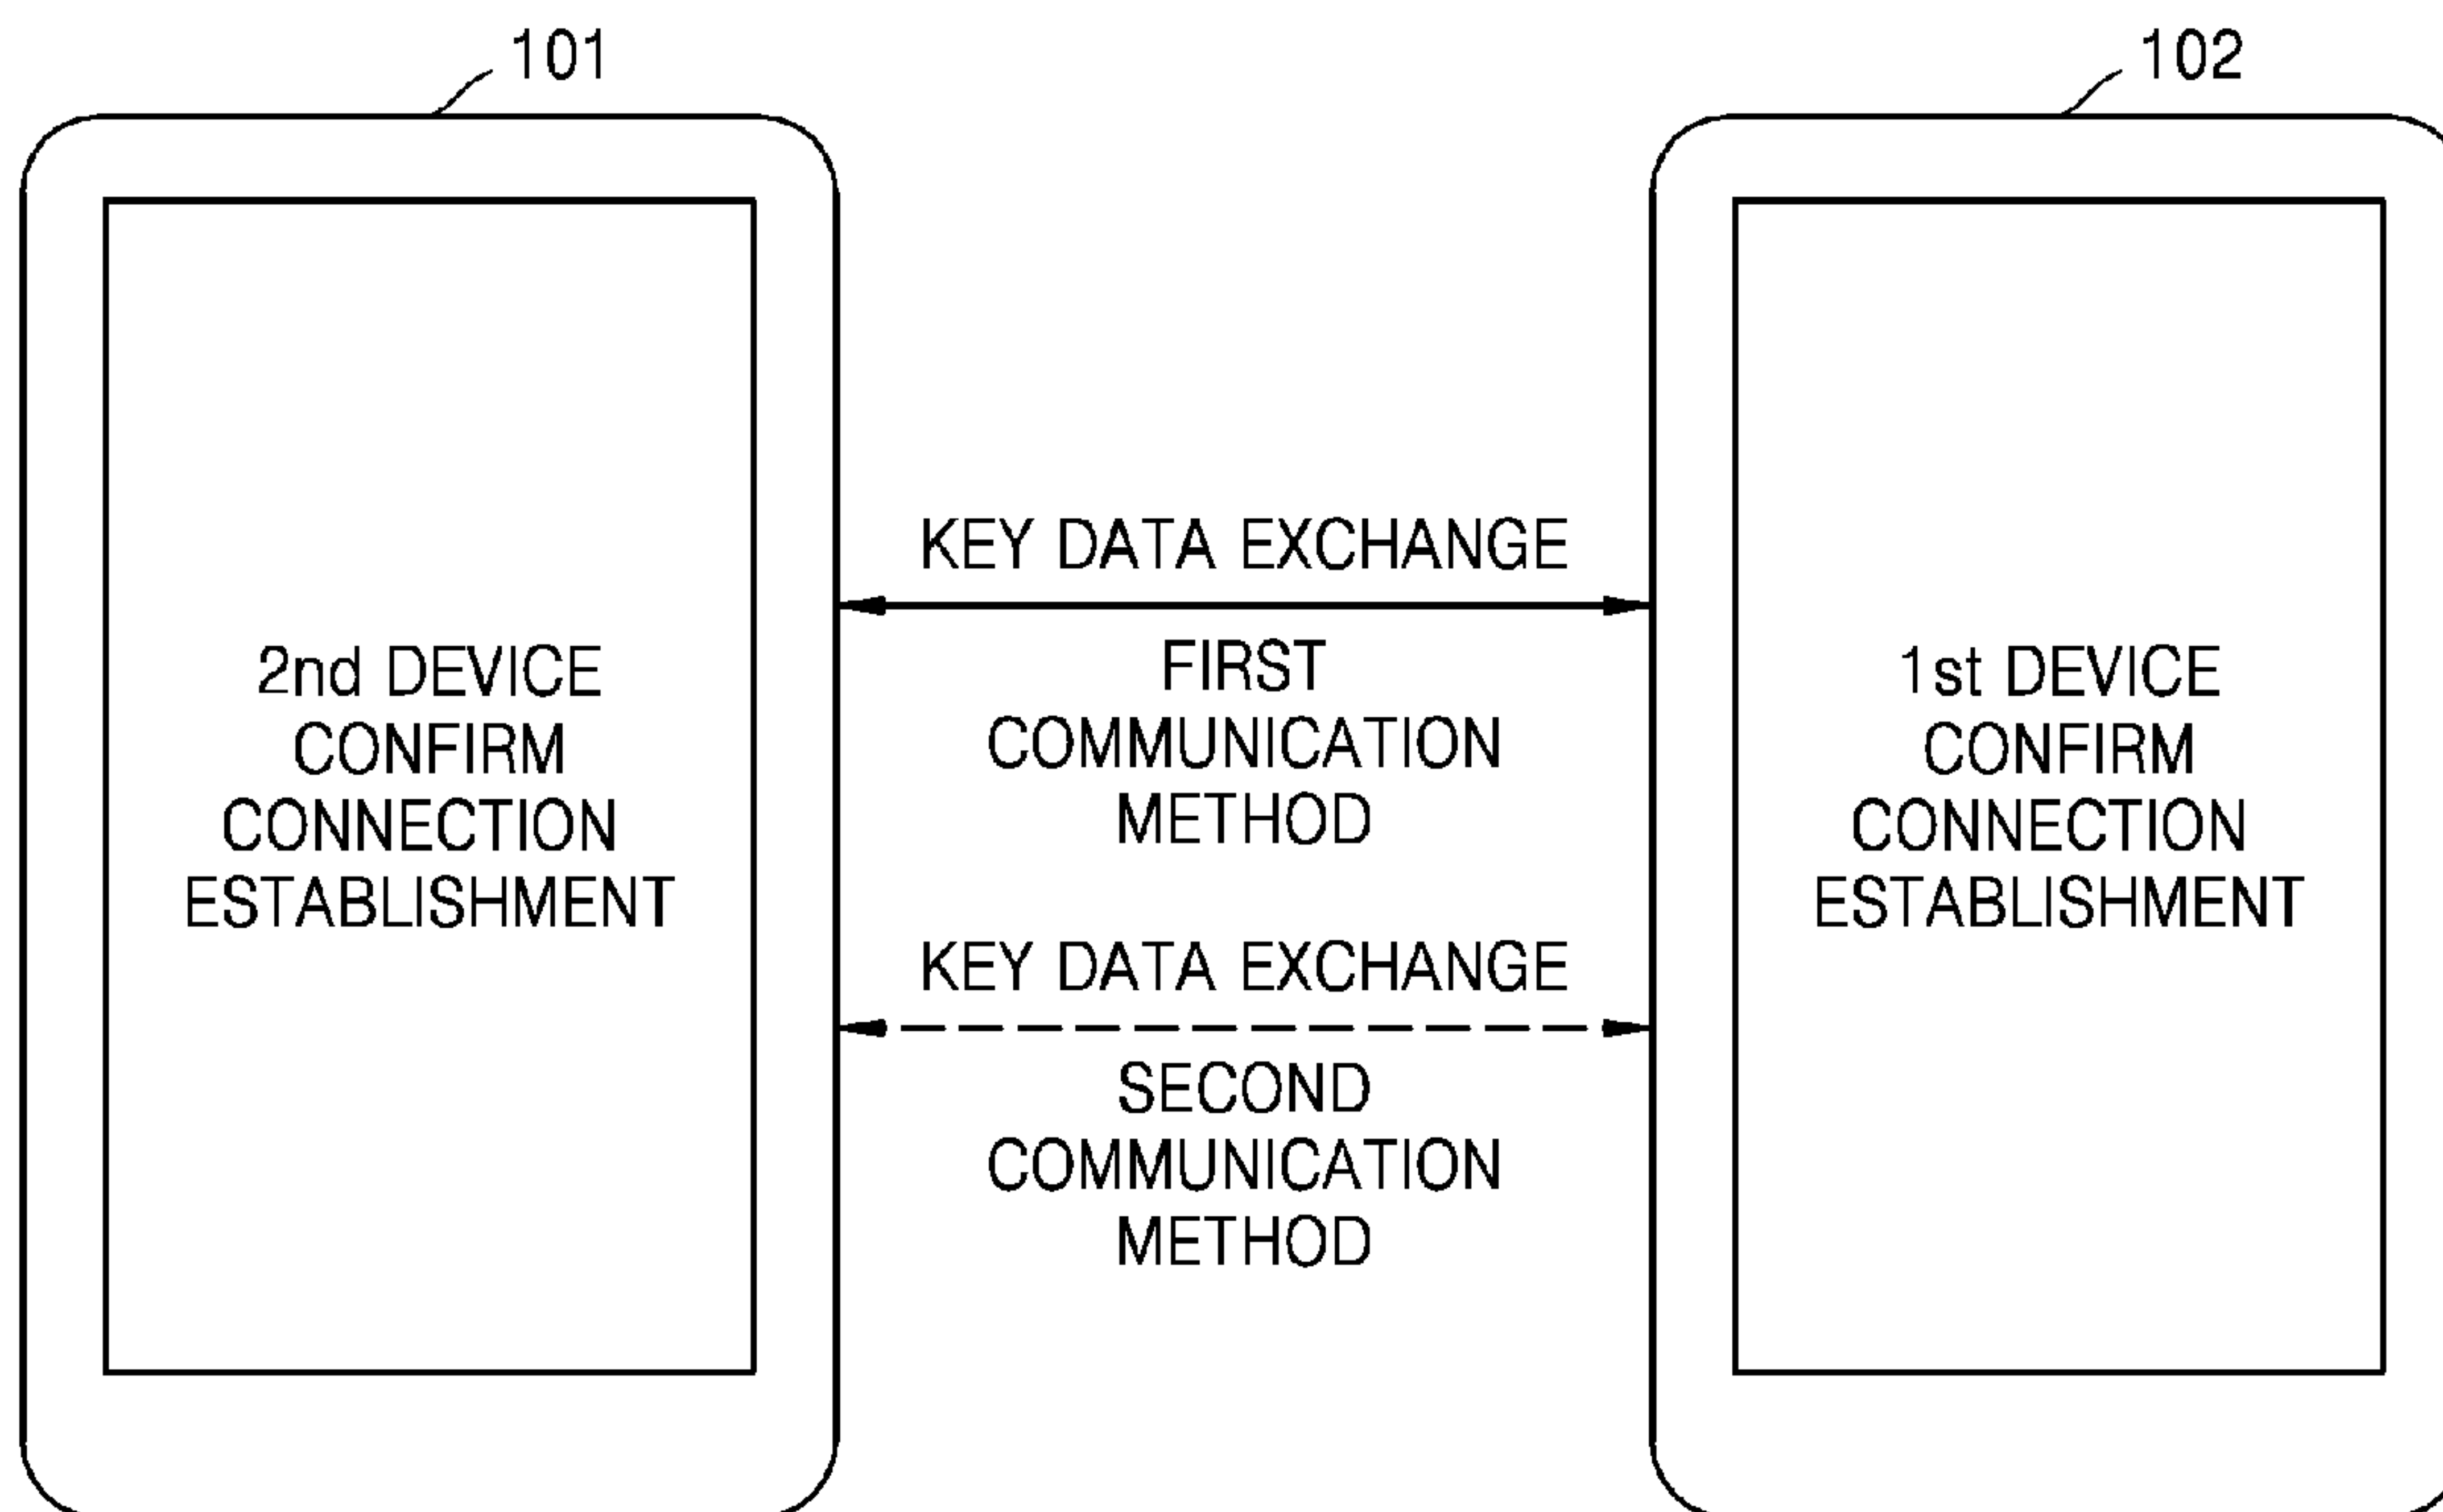 101
102
2nd DEVICE
CONFIRM
CONNECTION
ESTABLISHMENT
KEY DATA EXCHANGE
FIRST
COMMUNICATION
METHOD
KEY DATA EXCHANGE
SECOND
COMMUNICATION
METHOD
1st DEVICE
CONFIRM
CONNECTION
ESTABLISHMENT